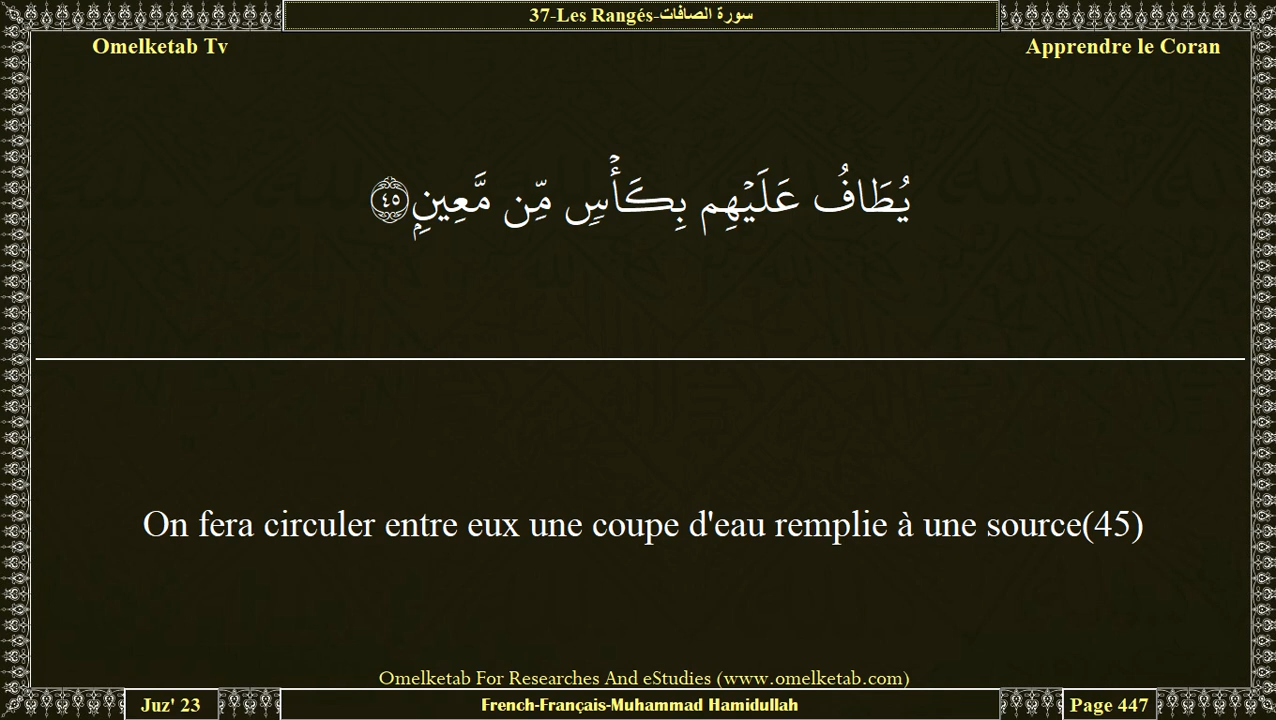 37-Les Rangés-سورة الصافات
Omelketab Tv
Apprendre le Coran
يُطَافُ عَلَيۡهِم بِكَأۡسٖ مِّن مَّعِينِۭ ٤٥
On fera circuler entre eux une coupe d'eau remplie à une source(45)
Omelketab For Researches And eStudies (www.omelketab.com)
Juz' 23
French-Français-Muhammad Hamidullah
Page 447